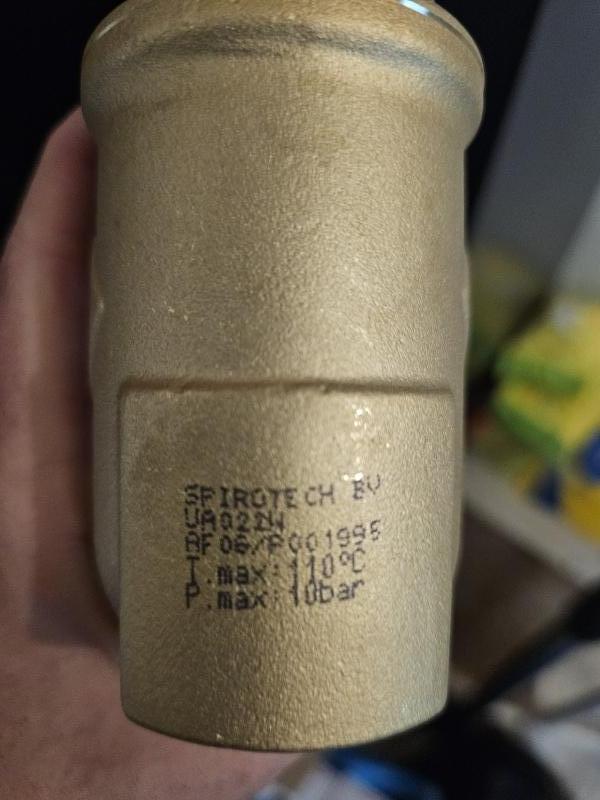 SPIROTECH BV
UA022W
AF06/P001995
T.max:110°C
P.max:10bar